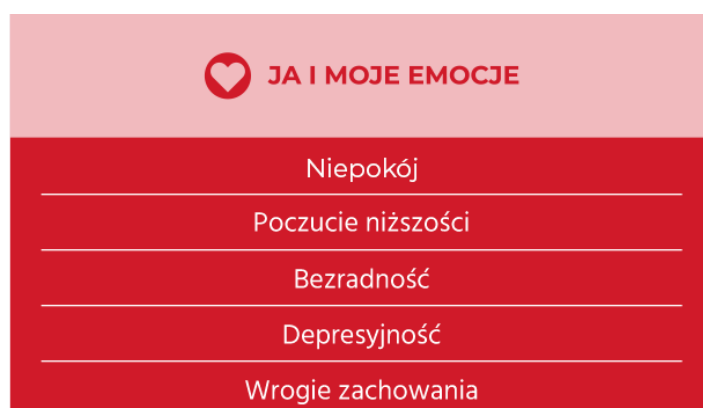 JA I MOJE EMOCJE
Niepokój
Poczucie niższości
Bezradność
Depresyjność
Wrogie zachowania